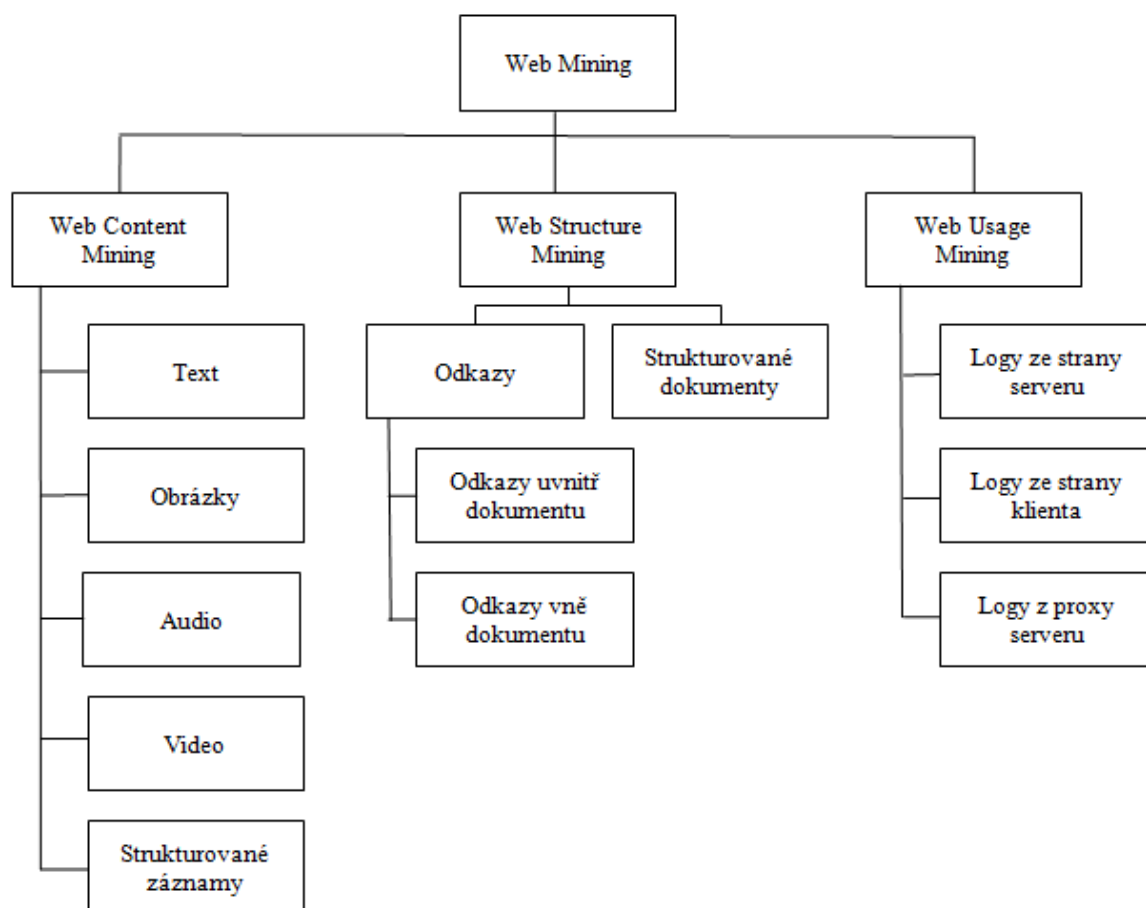 Web Mining
Web Content
Mining
Web Structure
Mining
Web Usage
Mining
Text
Odkazy
Strukturované
dokumenty
Logy ze strany
serveru
Obrázky
Odkazy uvnitř
dokumentu
Logy ze strany
klienta
Audio
Odkazy vně
dokumentu
Logy z proxy
serveru
Video
Strukturované
záznamy